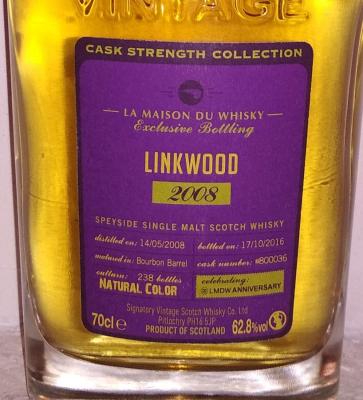 VINTAGE
CASK STRENGTH COLLECTION
LA MAISON DU WHISKY
Exclusive Bottling
LINKWOOD
2008
SPEYSIDE SINGLE MALT SCOTCH WHISKY
distilled on: 14/05/2008 bottled on: 17/10/2016
matured in: Bourbon Barrel cask number: #800036
outturn: 238 bottles celebrating:
NATURAL COLOR LMDW ANNIVERSARY
Signatory Vintage Scotch Whisky Co. Ltd
70cl e Pitlochry PH16 5JP 62.8%vol
PRODUCT OF SCOTLAND